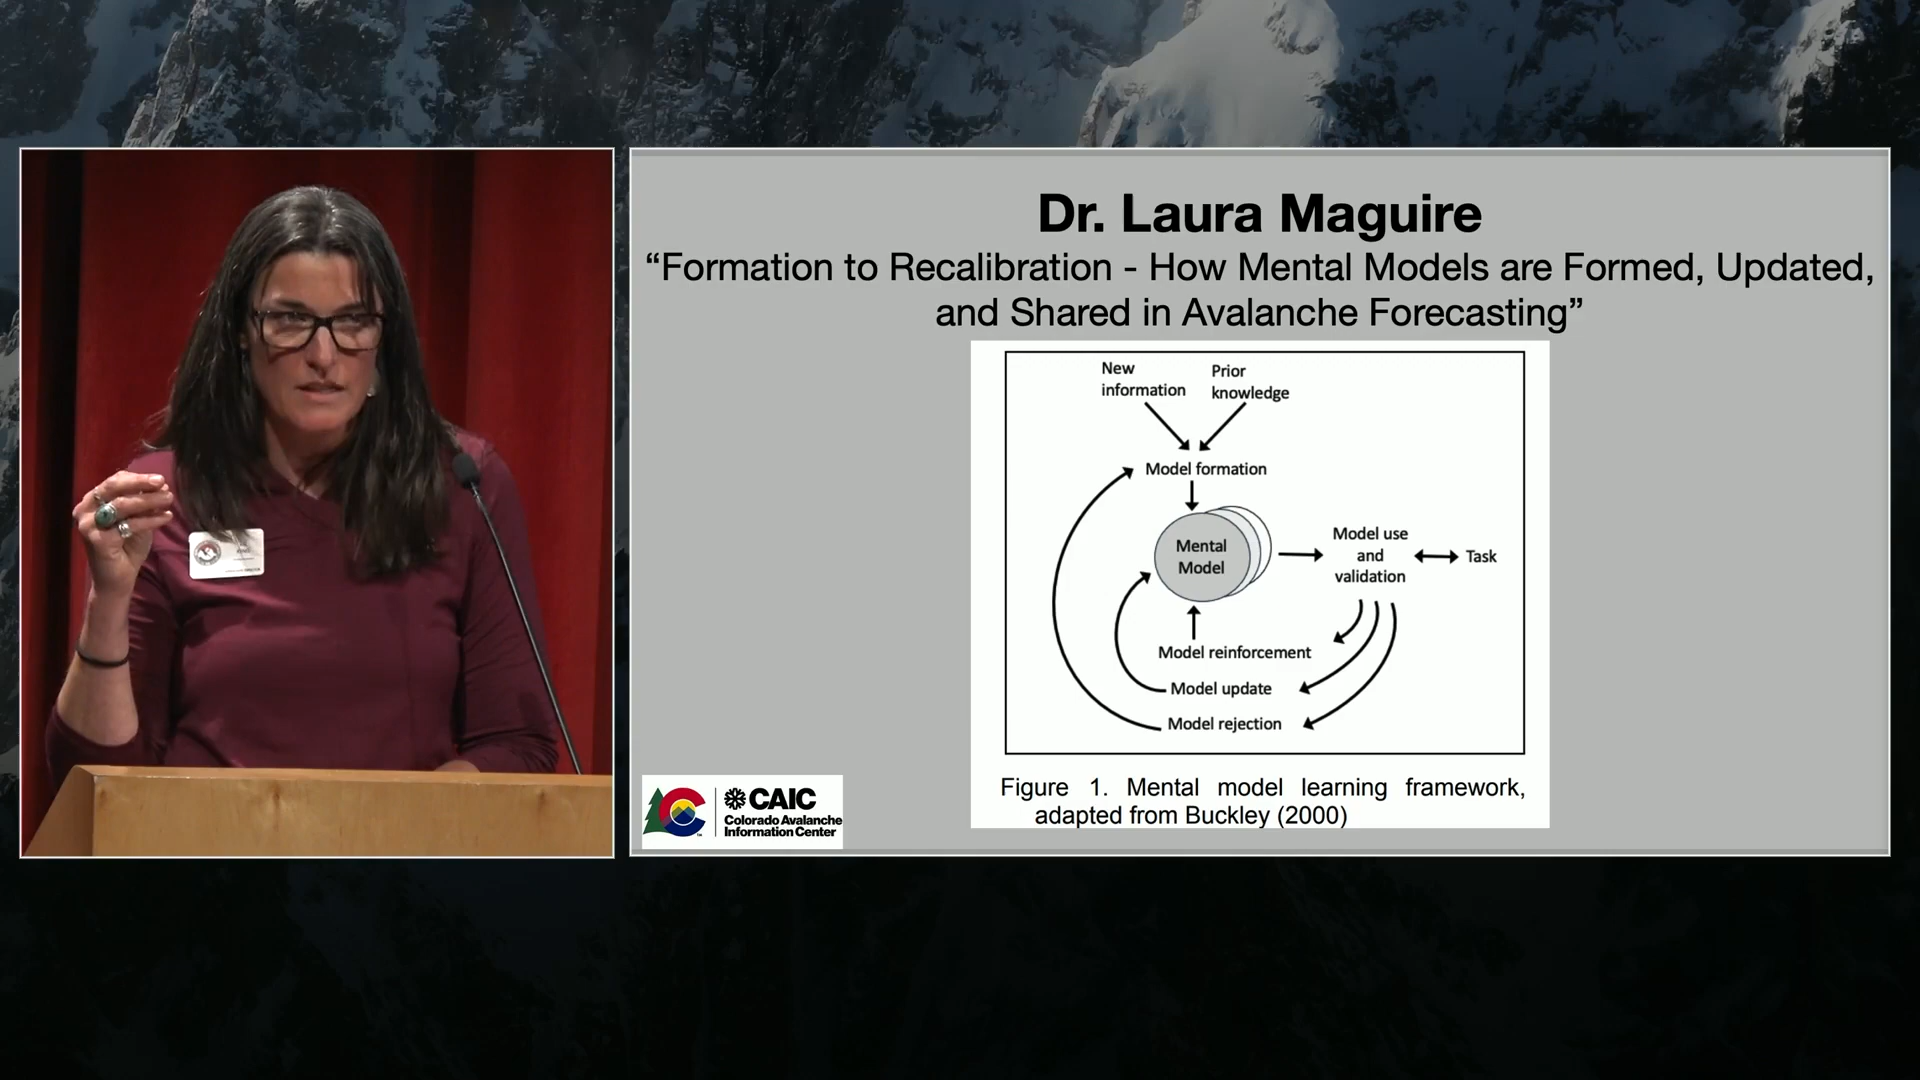 Dr. Laura Maguire
“Formation to Recalibration - How Mental Models are Formed, Updated,
and Shared in Avalanche Forecasting”
New
information
Prior
knowledge
Model formation
Mental
Model
Model use
and
validation
Task
Model reinforcement
Model update
Model rejection
Figure 1. Mental model learning framework,
adapted from Buckley (2000)
CAIC
Colorado Avalanche
Information Center